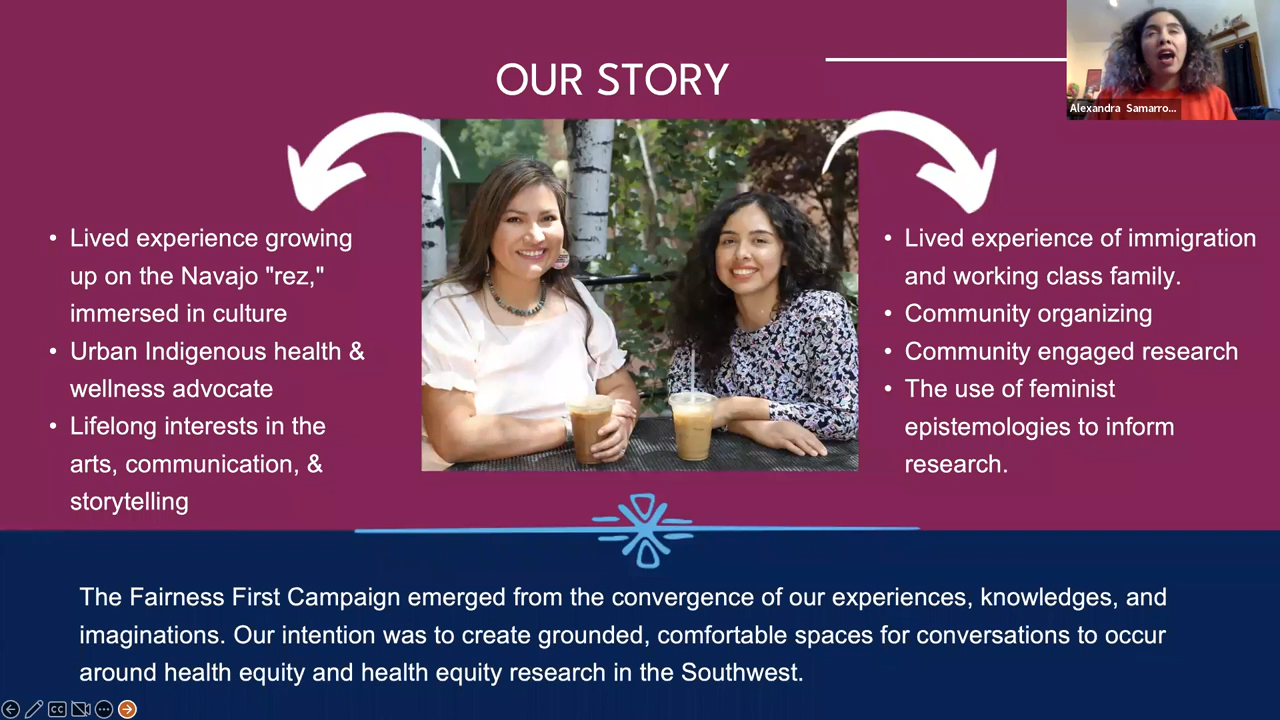 OUR STORY
Alexandra Samarro...
• Lived experience growing
up on the Navajo "rez,"
immersed in culture
• Urban Indigenous health &
wellness advocate
• Lifelong interests in the
arts, communication, &
storytelling
• Lived experience of immigration
and working class family.
• Community organizing
• Community engaged research
• The use of feminist
epistemologies to inform
research.
The Fairness First Campaign emerged from the convergence of our experiences, knowledges, and
imaginations. Our intention was to create grounded, comfortable spaces for conversations to occur
around health equity and health equity research in the Southwest.
CC